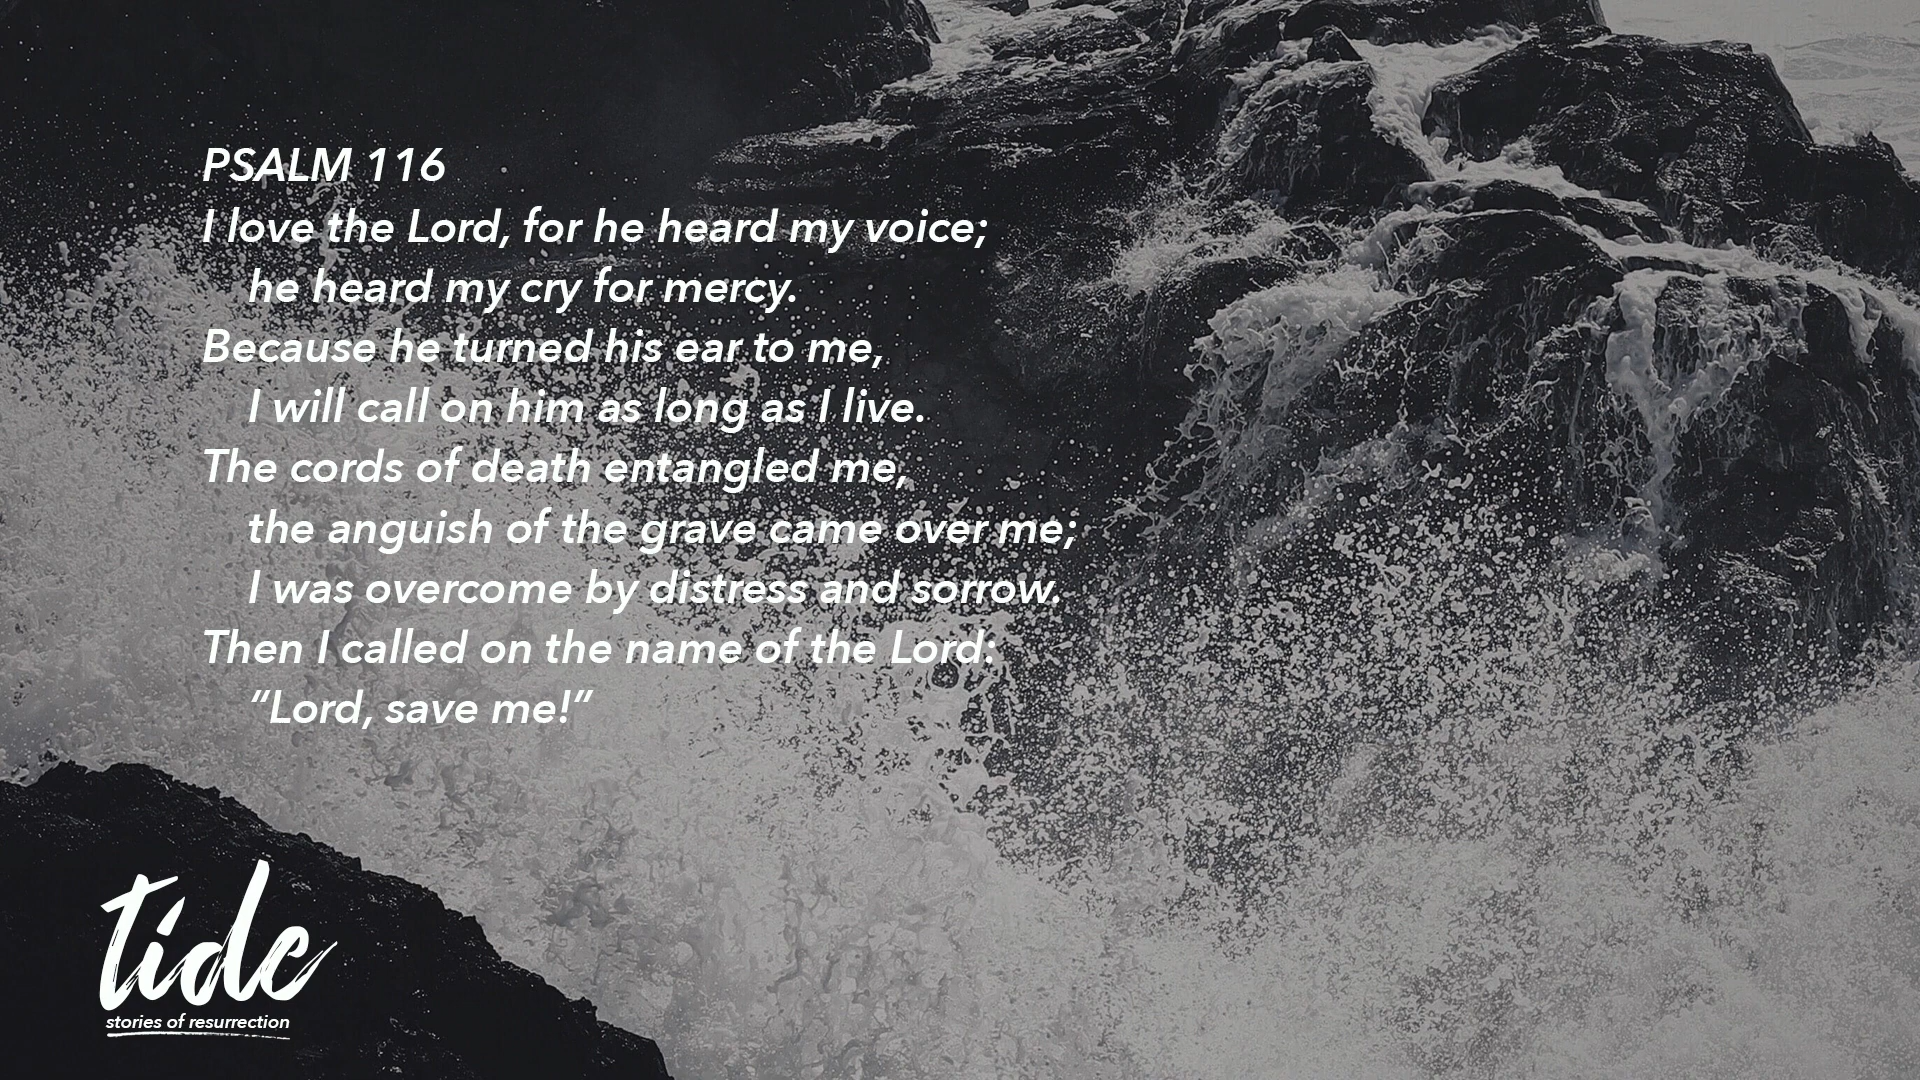 PSALM 116
I love the Lord, for he heard my voice;
he heard my cry for mercy.
Because he turned his ear to me,
I will call on him as long as I live.
The cords of death entangled me,
the anguish of the grave came over me;
I was overcome by distress and sorrow.
Then I called on the name of the Lord:
“Lord, save me!”
tide
stories of resurrection